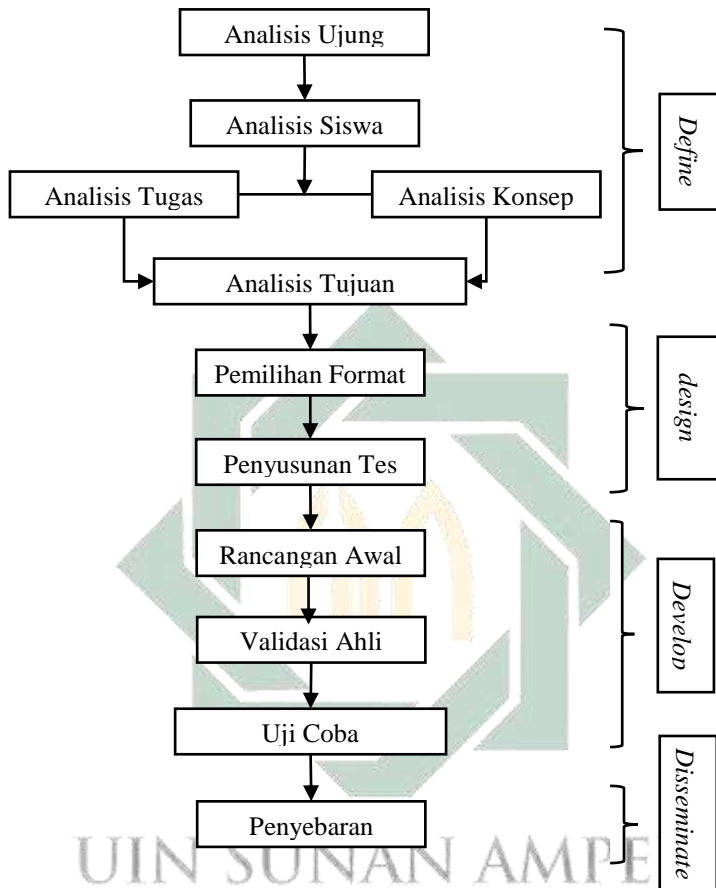 Analisis Ujung
Analisis Siswa
Analisis Tugas
Analisis Konsep
Analisis Tujuan
Define
Pemilihan Format
Penyusunan Tes
design
Rancangan Awal
Validasi Ahli
Uji Coba
Develop
Penyebaran
Disseminate
UIN SUNAN AMPE